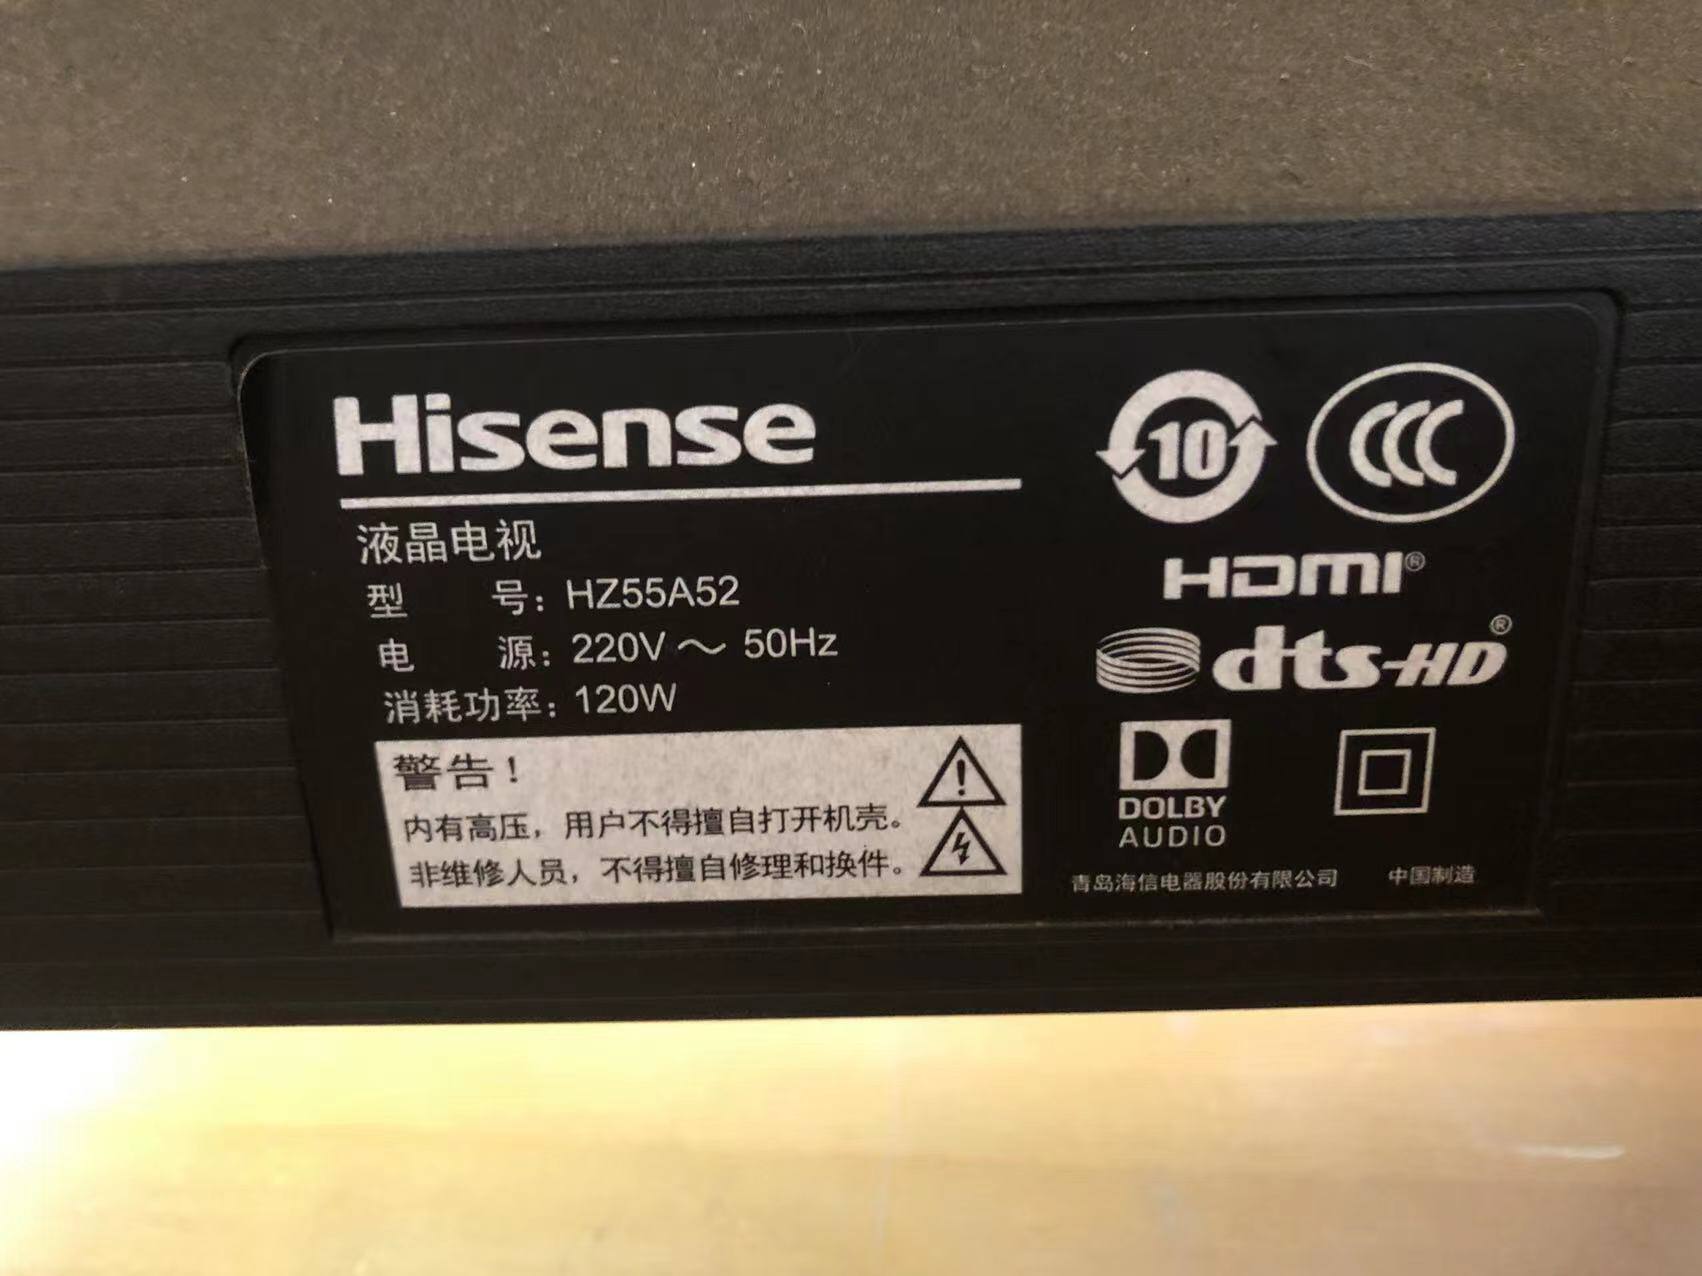 Hisense
液晶电视
型 号：HZ55A52
电 源：220V～ 50Hz
消耗功率：120W
警告！
内有高压，用户不得擅自打开机壳。
非维修人员，不得擅自修理和换件。
10
CCC
HDMI®
dts-HD®
DOLBY
AUDIO
青岛海信电器股份有限公司 中国制造